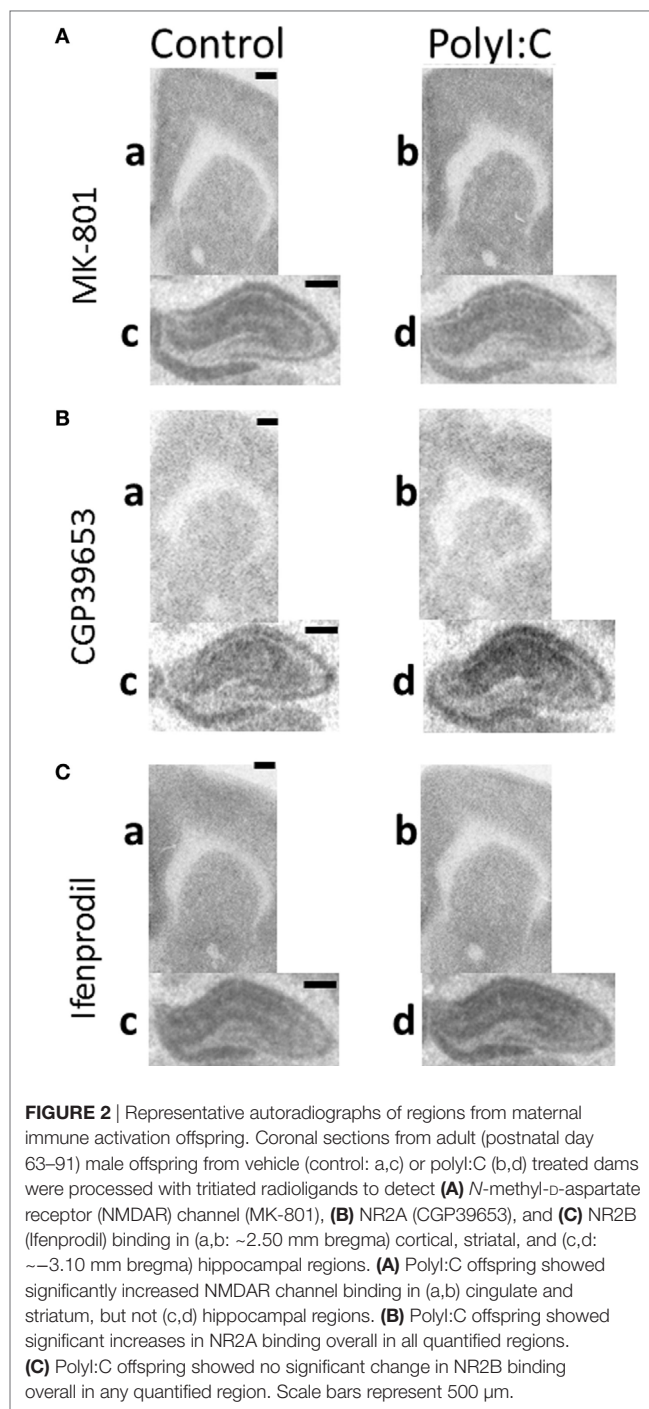 A
Control
PolyI:C
MK-801
a
b
c
d
B
CGP39653
a
b
c
d
C
Ifenprodil
a
b
c
d
FIGURE 2 | Representative autoradiographs of regions from maternal
immune activation offspring. Coronal sections from adult (postnatal day
63–91) male offspring from vehicle (control: a,c) or polyI:C (b,d) treated dams
were processed with tritiated radioligands to detect (A) N-methyl-D-aspartate
receptor (NMDAR) channel (MK-801), (B) NR2A (CGP39653), and (C) NR2B
(Ifenprodil) binding in (a,b: ~2.50 mm bregma) cortical, striatal, and (c,d:
~−3.10 mm bregma) hippocampal regions. (A) PolyI:C offspring showed
significantly increased NMDAR channel binding in (a,b) cingulate and
striatum, but not (c,d) hippocampal regions. (B) PolyI:C offspring showed
significant increases in NR2A binding overall in all quantified regions.
(C) PolyI:C offspring showed no significant change in NR2B binding
overall in any quantified region. Scale bars represent 500 μm.